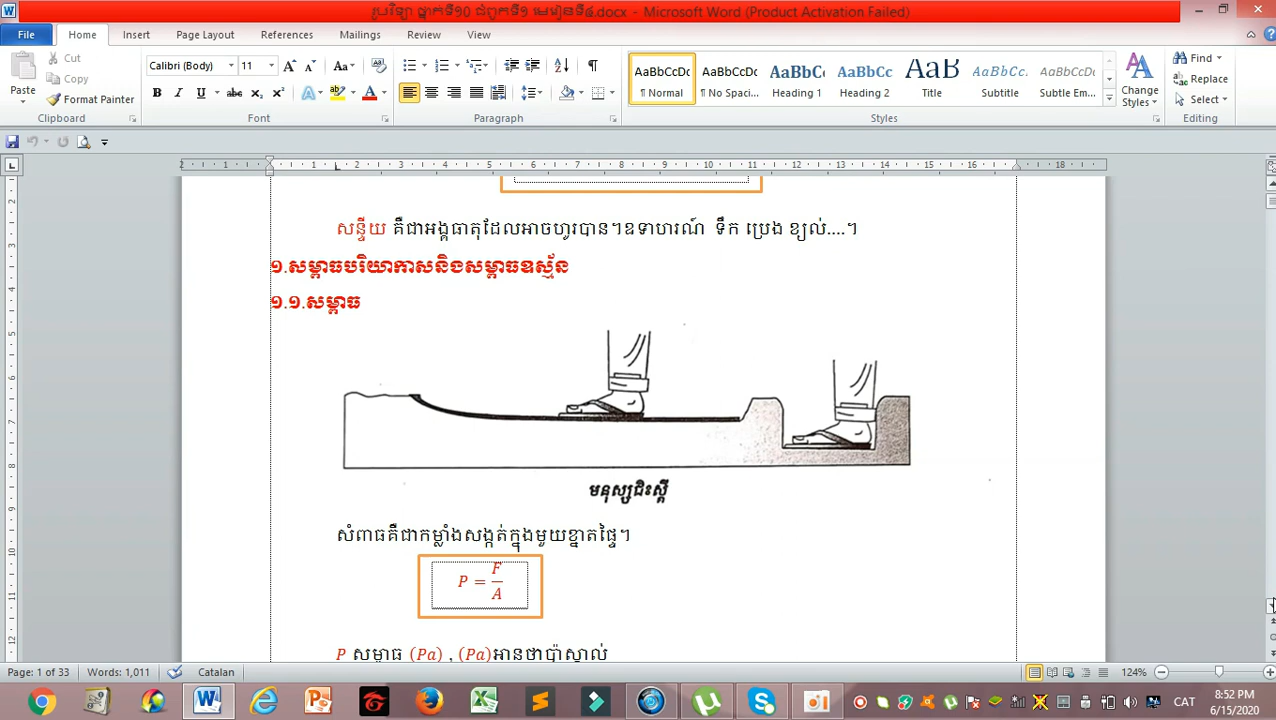 រូបវិទ្យា ថ្នាក់ទី១០ ជំពូកទី១ មេរៀនទី៤.docx - Microsoft Word (Product Activation Failed)
File Home Insert Page Layout References Mailings Review View
Cut
Copy
Format Painter
Paste
Clipboard
Calibri (Body) 11
Font
Paragraph
AaBbCcDc AaBbCcDc AaBbCc AaBbCc AaB AaBbCc. AaBbCcDc
¶ Normal ¶ No Spaci... Heading 1 Heading 2 Title Subtitle Subtle Em...
Styles
Change Styles
Find
Replace
Select
Editing
សន្ទីយ គឺជាអង្គធាតុដែលអាចហូរបាន។ឧទាហរណ៍ ទឹក ប្រេង ខ្យល់....។
១.សម្ពាធបរិយាកាសនិងសម្ពាធឧស្ម័ន
១.១.សម្ពាធ
មនុស្សជិះស្គី
សំពាធគឺជាកម្លាំងសង្កត់ក្នុងមួយខ្នាតផ្ទៃ។
P = F/A
P សម្ពាធ (Pa) , (Pa)អានថាប៉ាស្កាល់
Page: 1 of 33 Words: 1,011 Catalan 124%
CAT 8:52 PM
6/15/2020